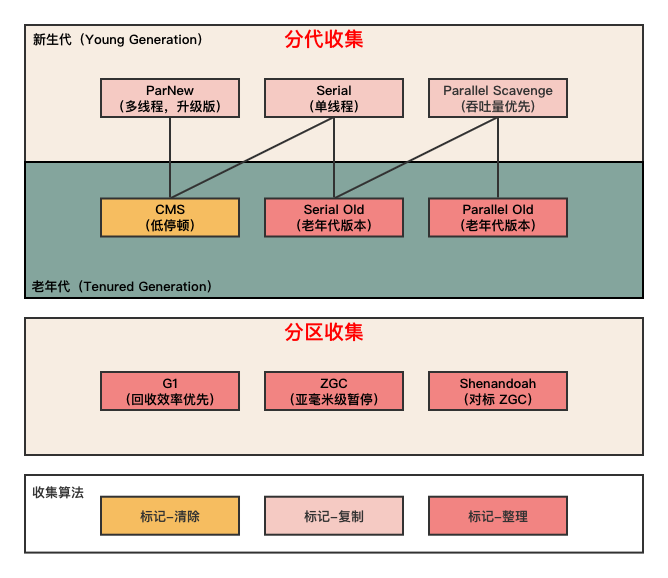 新生代（Young Generation）
分代收集
ParNew
（多线程，升级版）
Serial
（单线程）
Parallel Scavenge
（吞吐量优先）
CMS
（低停顿）
Serial Old
（老年代版本）
Parallel Old
（老年代版本）
老年代（Tenured Generation）
分区收集
G1
（回收效率优先）
ZGC
（亚毫米级暂停）
Shenandoah
（对标 ZGC）
收集算法
标记-清除
标记-复制
标记-整理